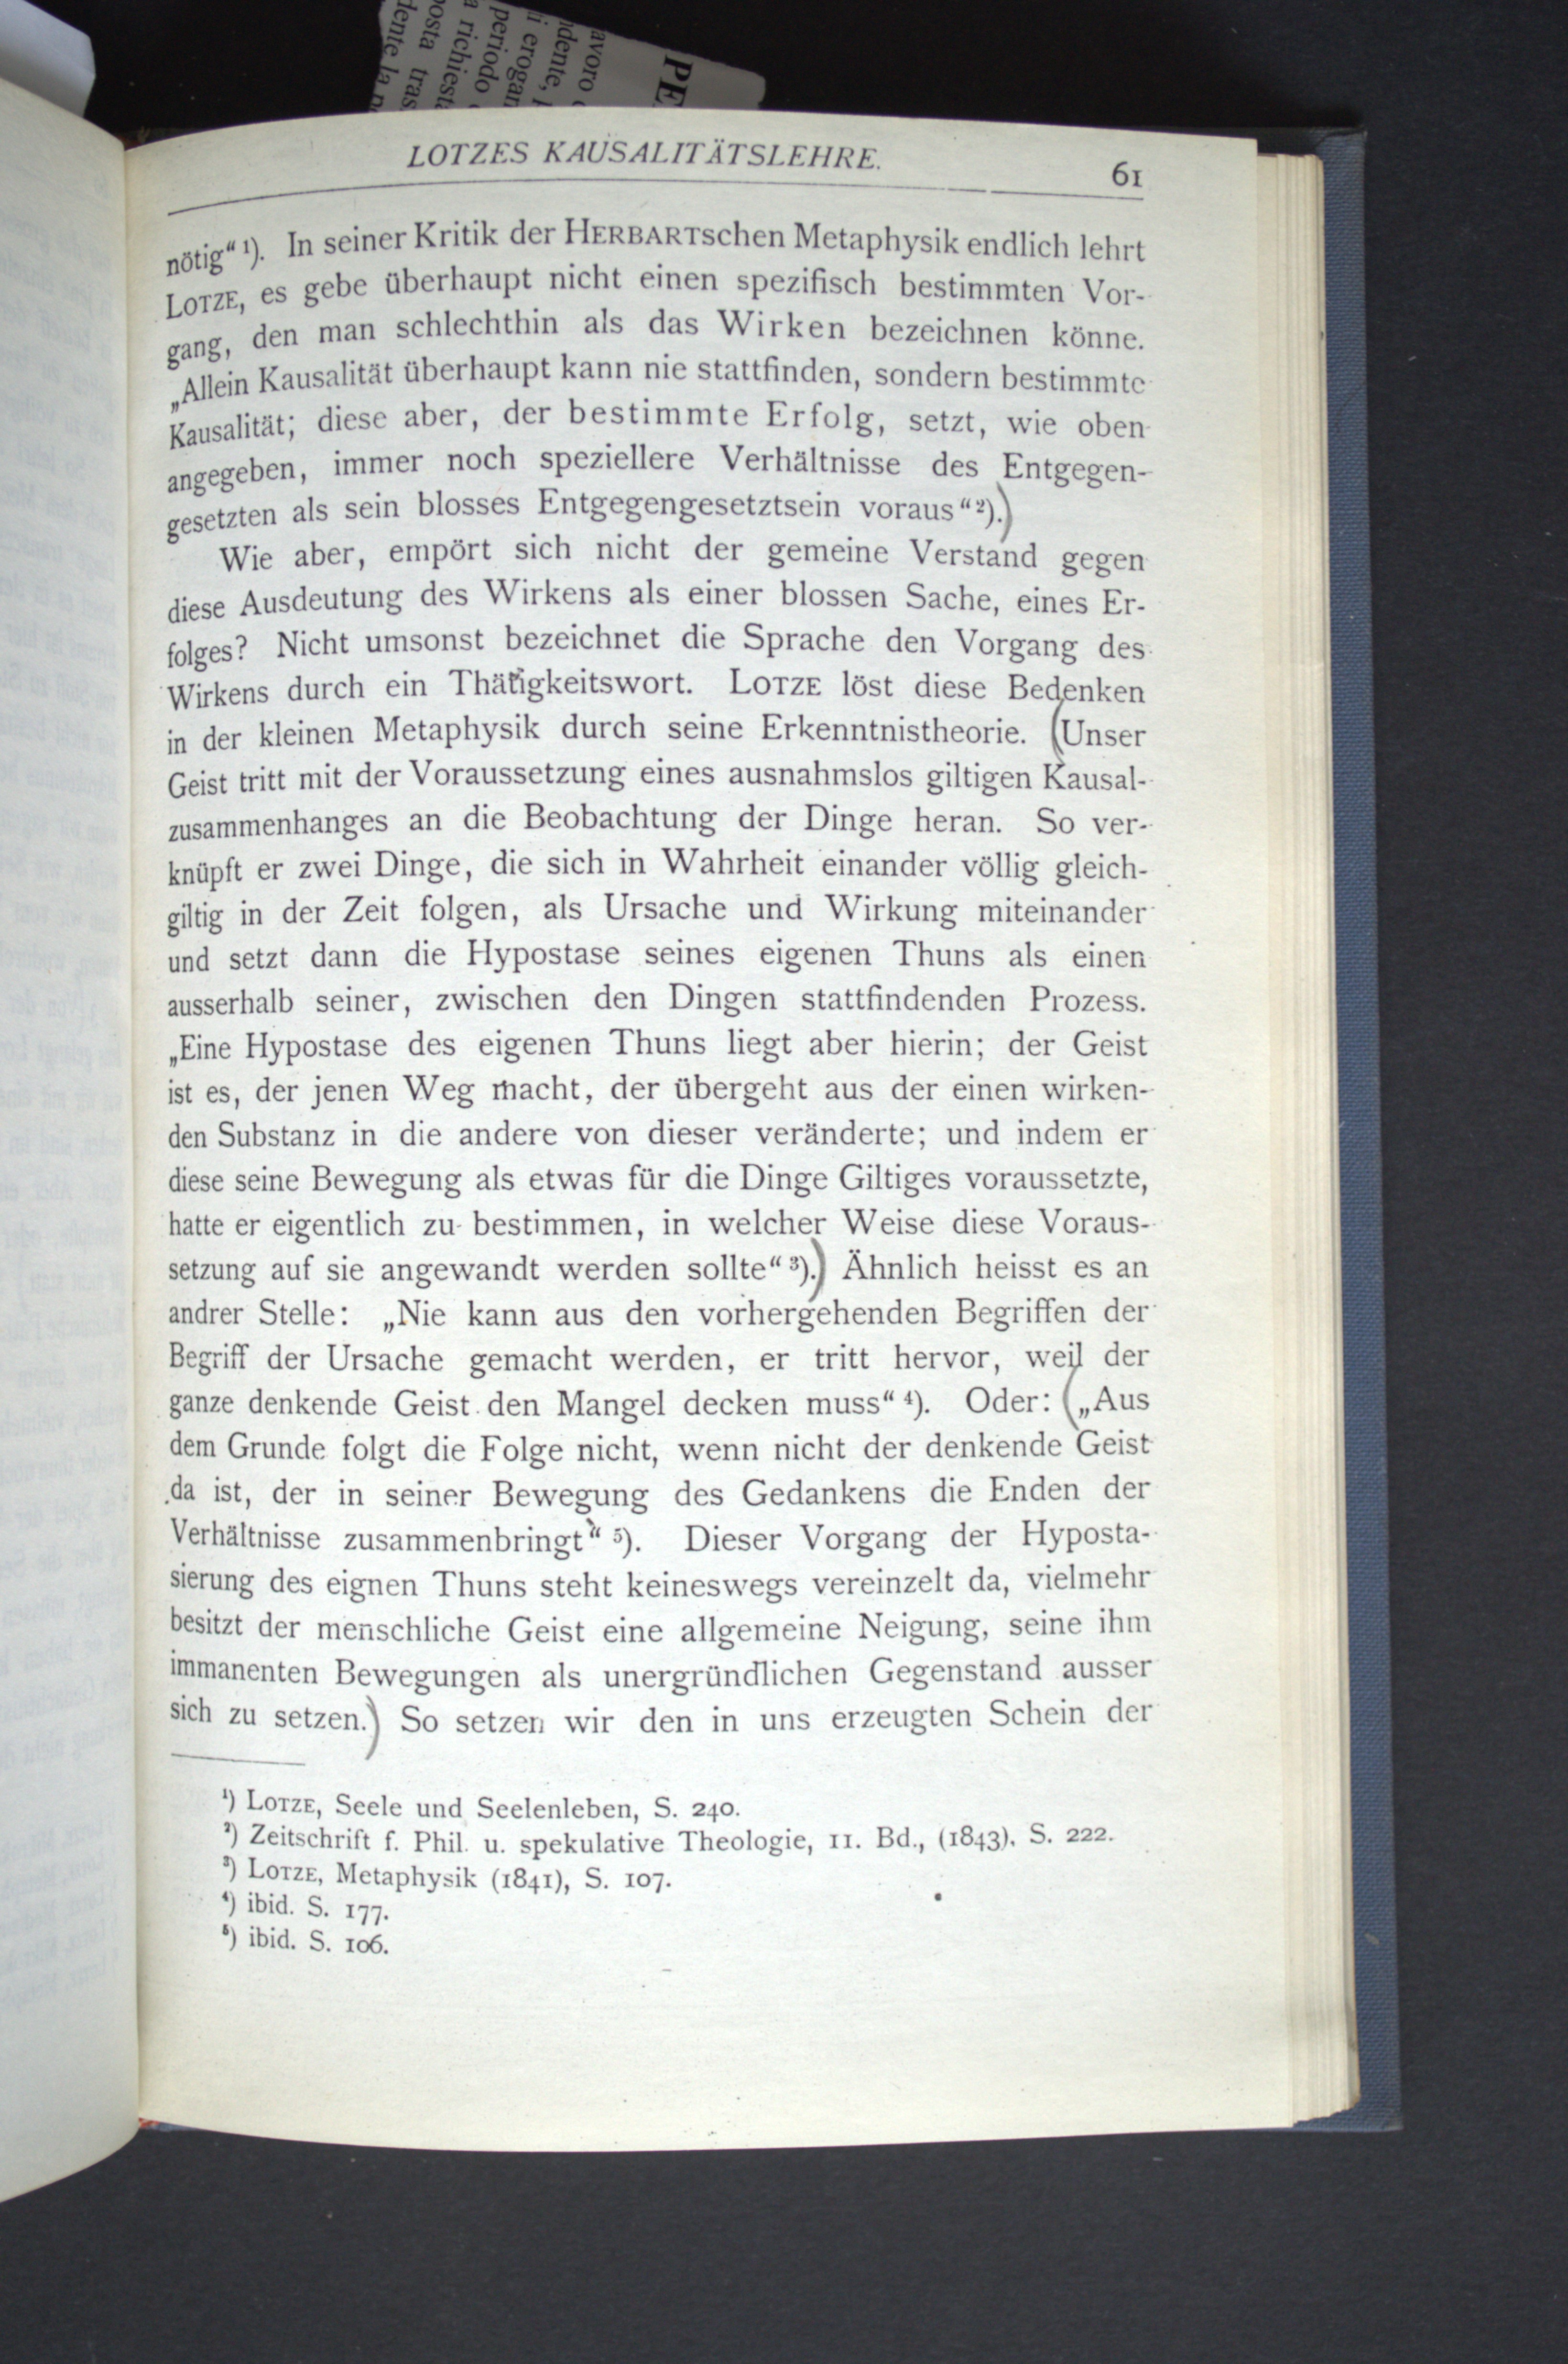 LOTZES KAUSALITÄTSLEHRE.
61
nötig“ ¹). In seiner Kritik der HERBARTschen Metaphysik endlich lehrt
LOTZE, es gebe überhaupt nicht einen spezifisch bestimmten Vor-
gang, den man schlechthin als das Wirken bezeichnen könne.
„Allein Kausalität überhaupt kann nie stattfinden, sondern bestimmte
Kausalität; diese aber, der bestimmte Erfolg, setzt, wie oben
angegeben, immer noch speziellere Verhältnisse des Entgegen-
gesetzten als sein blosses Entgegengesetztsein voraus“ ²).)
Wie aber, empört sich nicht der gemeine Verstand gegen
diese Ausdeutung des Wirkens als einer blossen Sache, eines Er-
folges? Nicht umsonst bezeichnet die Sprache den Vorgang des
Wirkens durch ein Thätigkeitswort. LOTZE löst diese Bedenken
in der kleinen Metaphysik durch seine Erkenntnistheorie. (Unser
Geist tritt mit der Voraussetzung eines ausnahmslos giltigen Kausal-
zusammenhanges an die Beobachtung der Dinge heran. So ver-
knüpft er zwei Dinge, die sich in Wahrheit einander völlig gleich-
giltig in der Zeit folgen, als Ursache und Wirkung miteinander
und setzt dann die Hypostase seines eigenen Thuns als einen
ausserhalb seiner, zwischen den Dingen stattfindenden Prozess.
„Eine Hypostase des eigenen Thuns liegt aber hierin; der Geist
ist es, der jenen Weg macht, der übergeht aus der einen wirken-
den Substanz in die andere von dieser veränderte; und indem er
diese seine Bewegung als etwas für die Dinge Giltiges voraussetzte,
hatte er eigentlich zu bestimmen, in welcher Weise diese Voraus-
setzung auf sie angewandt werden sollte“ ³).) Ähnlich heisst es an
andrer Stelle: „Nie kann aus den vorhergehenden Begriffen der
Begriff der Ursache gemacht werden, er tritt hervor, weil der
ganze denkende Geist den Mangel decken muss“ ⁴). Oder: („Aus
dem Grunde folgt die Folge nicht, wenn nicht der denkende Geist
da ist, der in seiner Bewegung des Gedankens die Enden der
Verhältnisse zusammenbringt“ ⁵). Dieser Vorgang der Hyposta-
sierung des eignen Thuns steht keineswegs vereinzelt da, vielmehr
besitzt der menschliche Geist eine allgemeine Neigung, seine ihm
immanenten Bewegungen als unergründlichen Gegenstand ausser
sich zu setzen.) So setzen wir den in uns erzeugten Schein der
¹) LOTZE, Seele und Seelenleben, S. 240.
²) Zeitschrift f. Phil. u. spekulative Theologie, 11. Bd., (1843), S. 222.
³) LOTZE, Metaphysik (1841), S. 107.
⁴) ibid. S. 177.
⁵) ibid. S. 106.